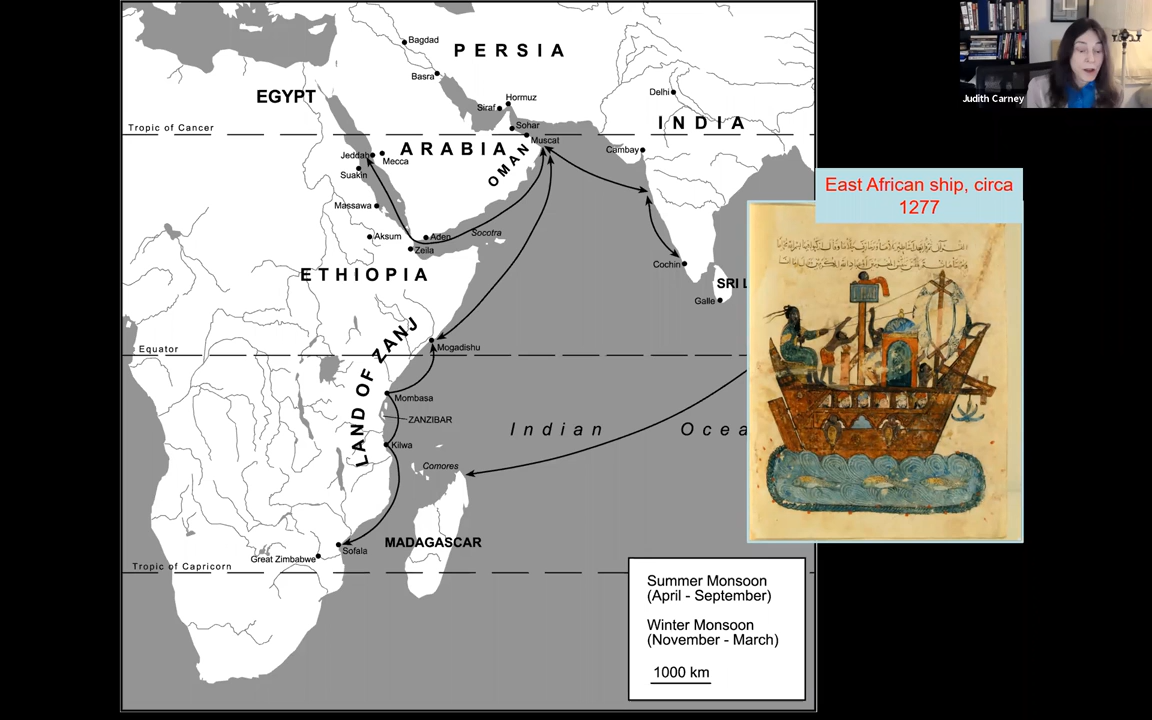 Judith Carney
Bagdad
PERSIA
Basra
EGYPT
Hormuz
Siraf
Delhi
Sohar
INDIA
Tropic of Cancer
Muscat
ARABIA
OMAN
Cambay
Jeddah
Mecca
Suakin
East African ship, circa
1277
Massawa
Aksum
Aden
Socotra
Zeila
ETHIOPIA
Cochin
SRI L
Galle
LAND OF ZANJ
Equator
Mogadishu
Mombasa
ZANZIBAR
Indian Ocea
Kilwa
Comores
MADAGASCAR
Sofala
Great Zimbabwe
Tropic of Capricorn
Summer Monsoon
(April - September)
Winter Monsoon
(November - March)
1000 km